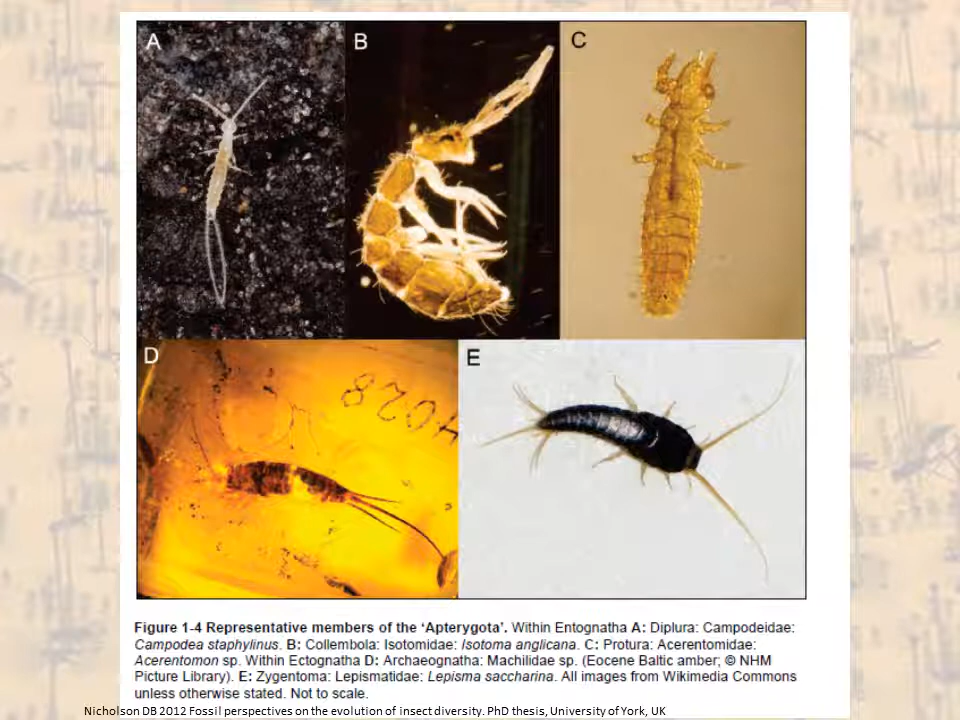 A
B
C
D
E
8208
Figure 1-4 Representative members of the ‘Apterygota’. Within Entognatha A: Diplura: Campodeidae:
Campodea staphylinus. B: Collembola: Isotomidae: Isotoma anglicana. C: Protura: Acerentomidae:
Acerentomon sp. Within Ectognatha D: Archaeognatha: Machilidae sp. (Eocene Baltic amber; © NHM
Picture Library). E: Zygentoma: Lepismatidae: Lepisma saccharina. All images from Wikimedia Commons
unless otherwise stated. Not to scale.
Nicholson DB 2012 Fossil perspectives on the evolution of insect diversity. PhD thesis, University of York, UK